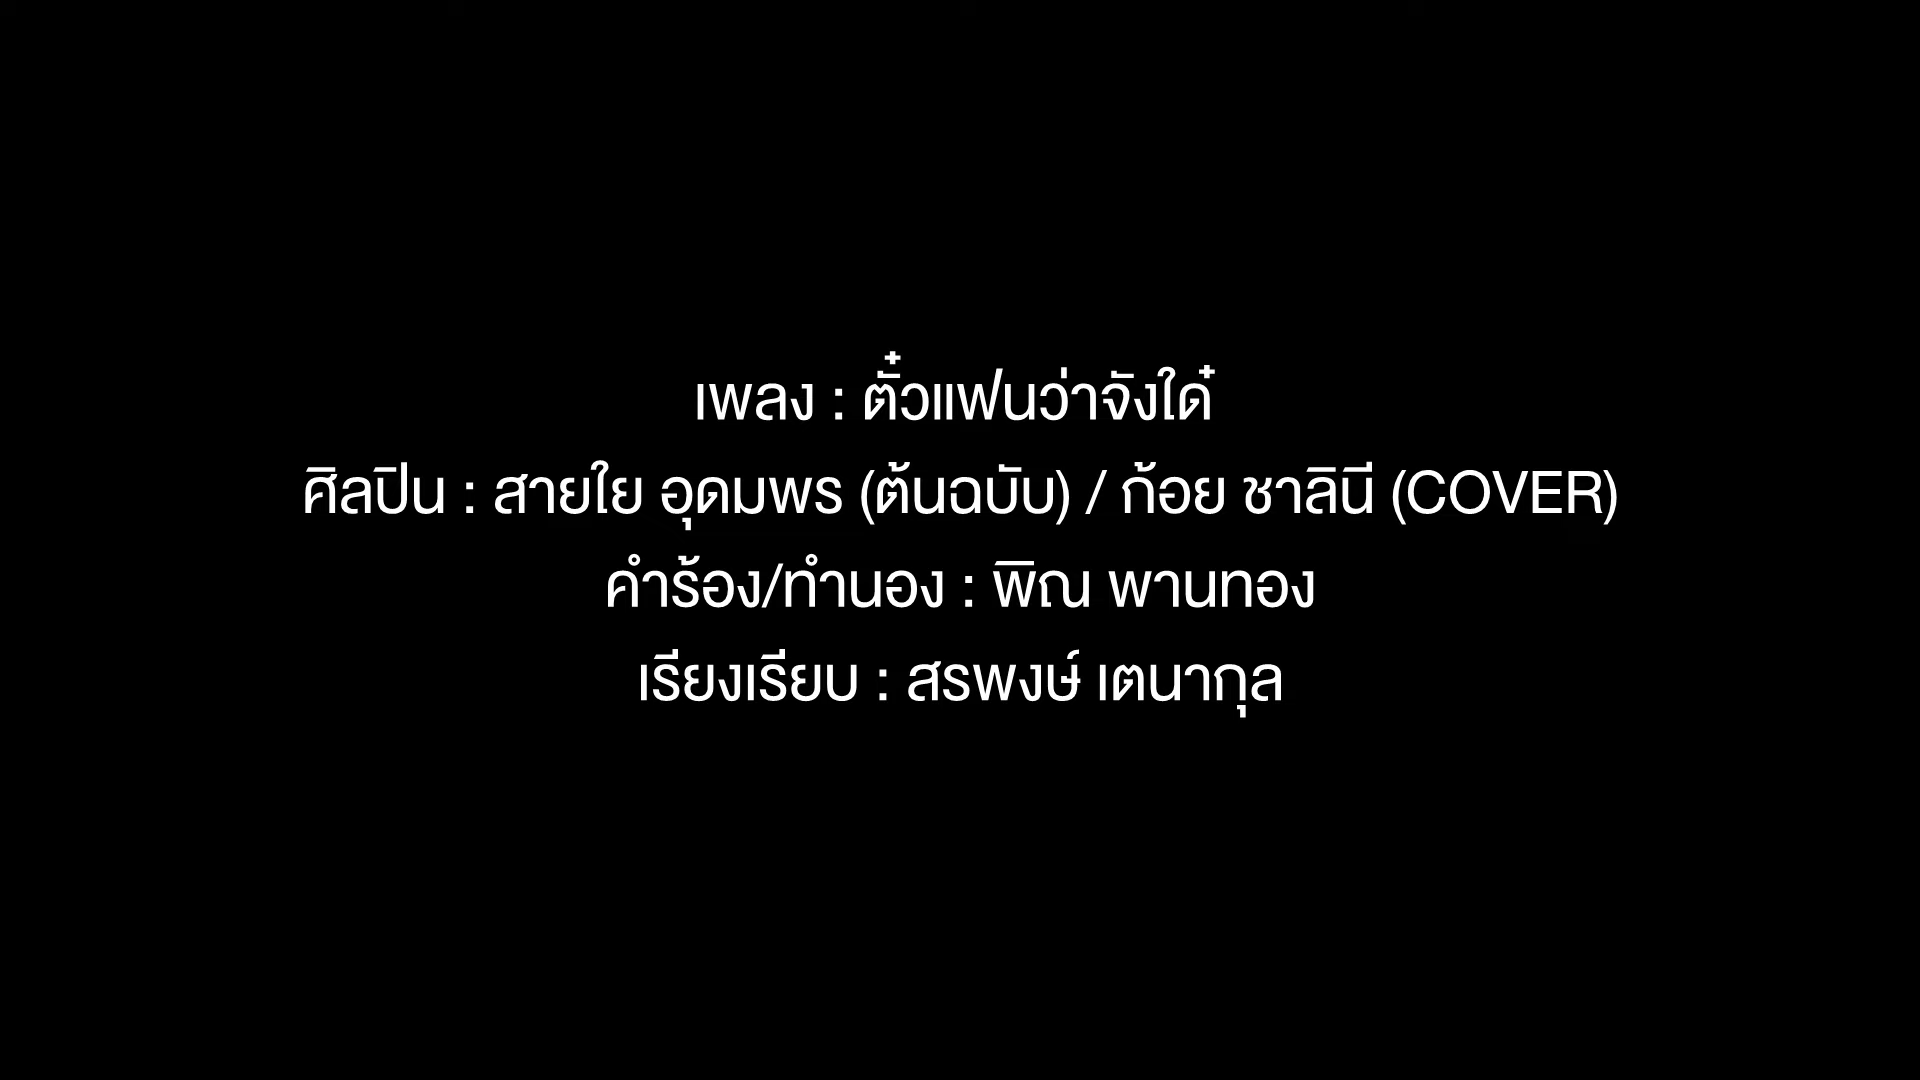 เพลง : ตั๋วแฟนว่าจังใด๋
ศิลปิน : สายใย อุดมพร (ต้นฉบับ) / ก้อย ชาลินี (COVER)
คำร้อง/ทำนอง : พิณ พานทอง
เรียงเรียบ : สรพงษ์ เตนากุล